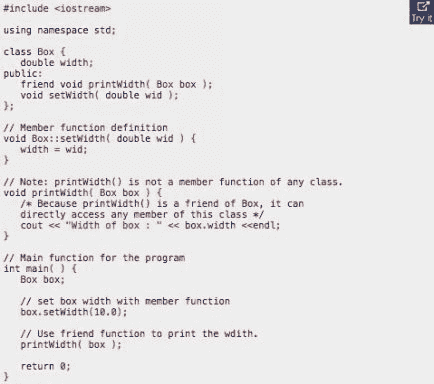 #include <iostream>
Try it
using namespace std;
class Box {
double width;
public:
friend void printWidth( Box box );
void setWidth( double wid );
};
// Member function definition
void Box::setWidth( double wid ) {
width = wid;
}
// Note: printWidth() is not a member function of any class.
void printWidth( Box box ) {
/* Because printWidth() is a friend of Box, it can
directly access any member of this class */
cout << "Width of box : " << box.width <<endl;
}
// Main function for the program
int main( ) {
Box box;
// set box width with member function
box.setWidth(10.0);
// Use friend function to print the wdith.
printWidth( box );
return 0;
}